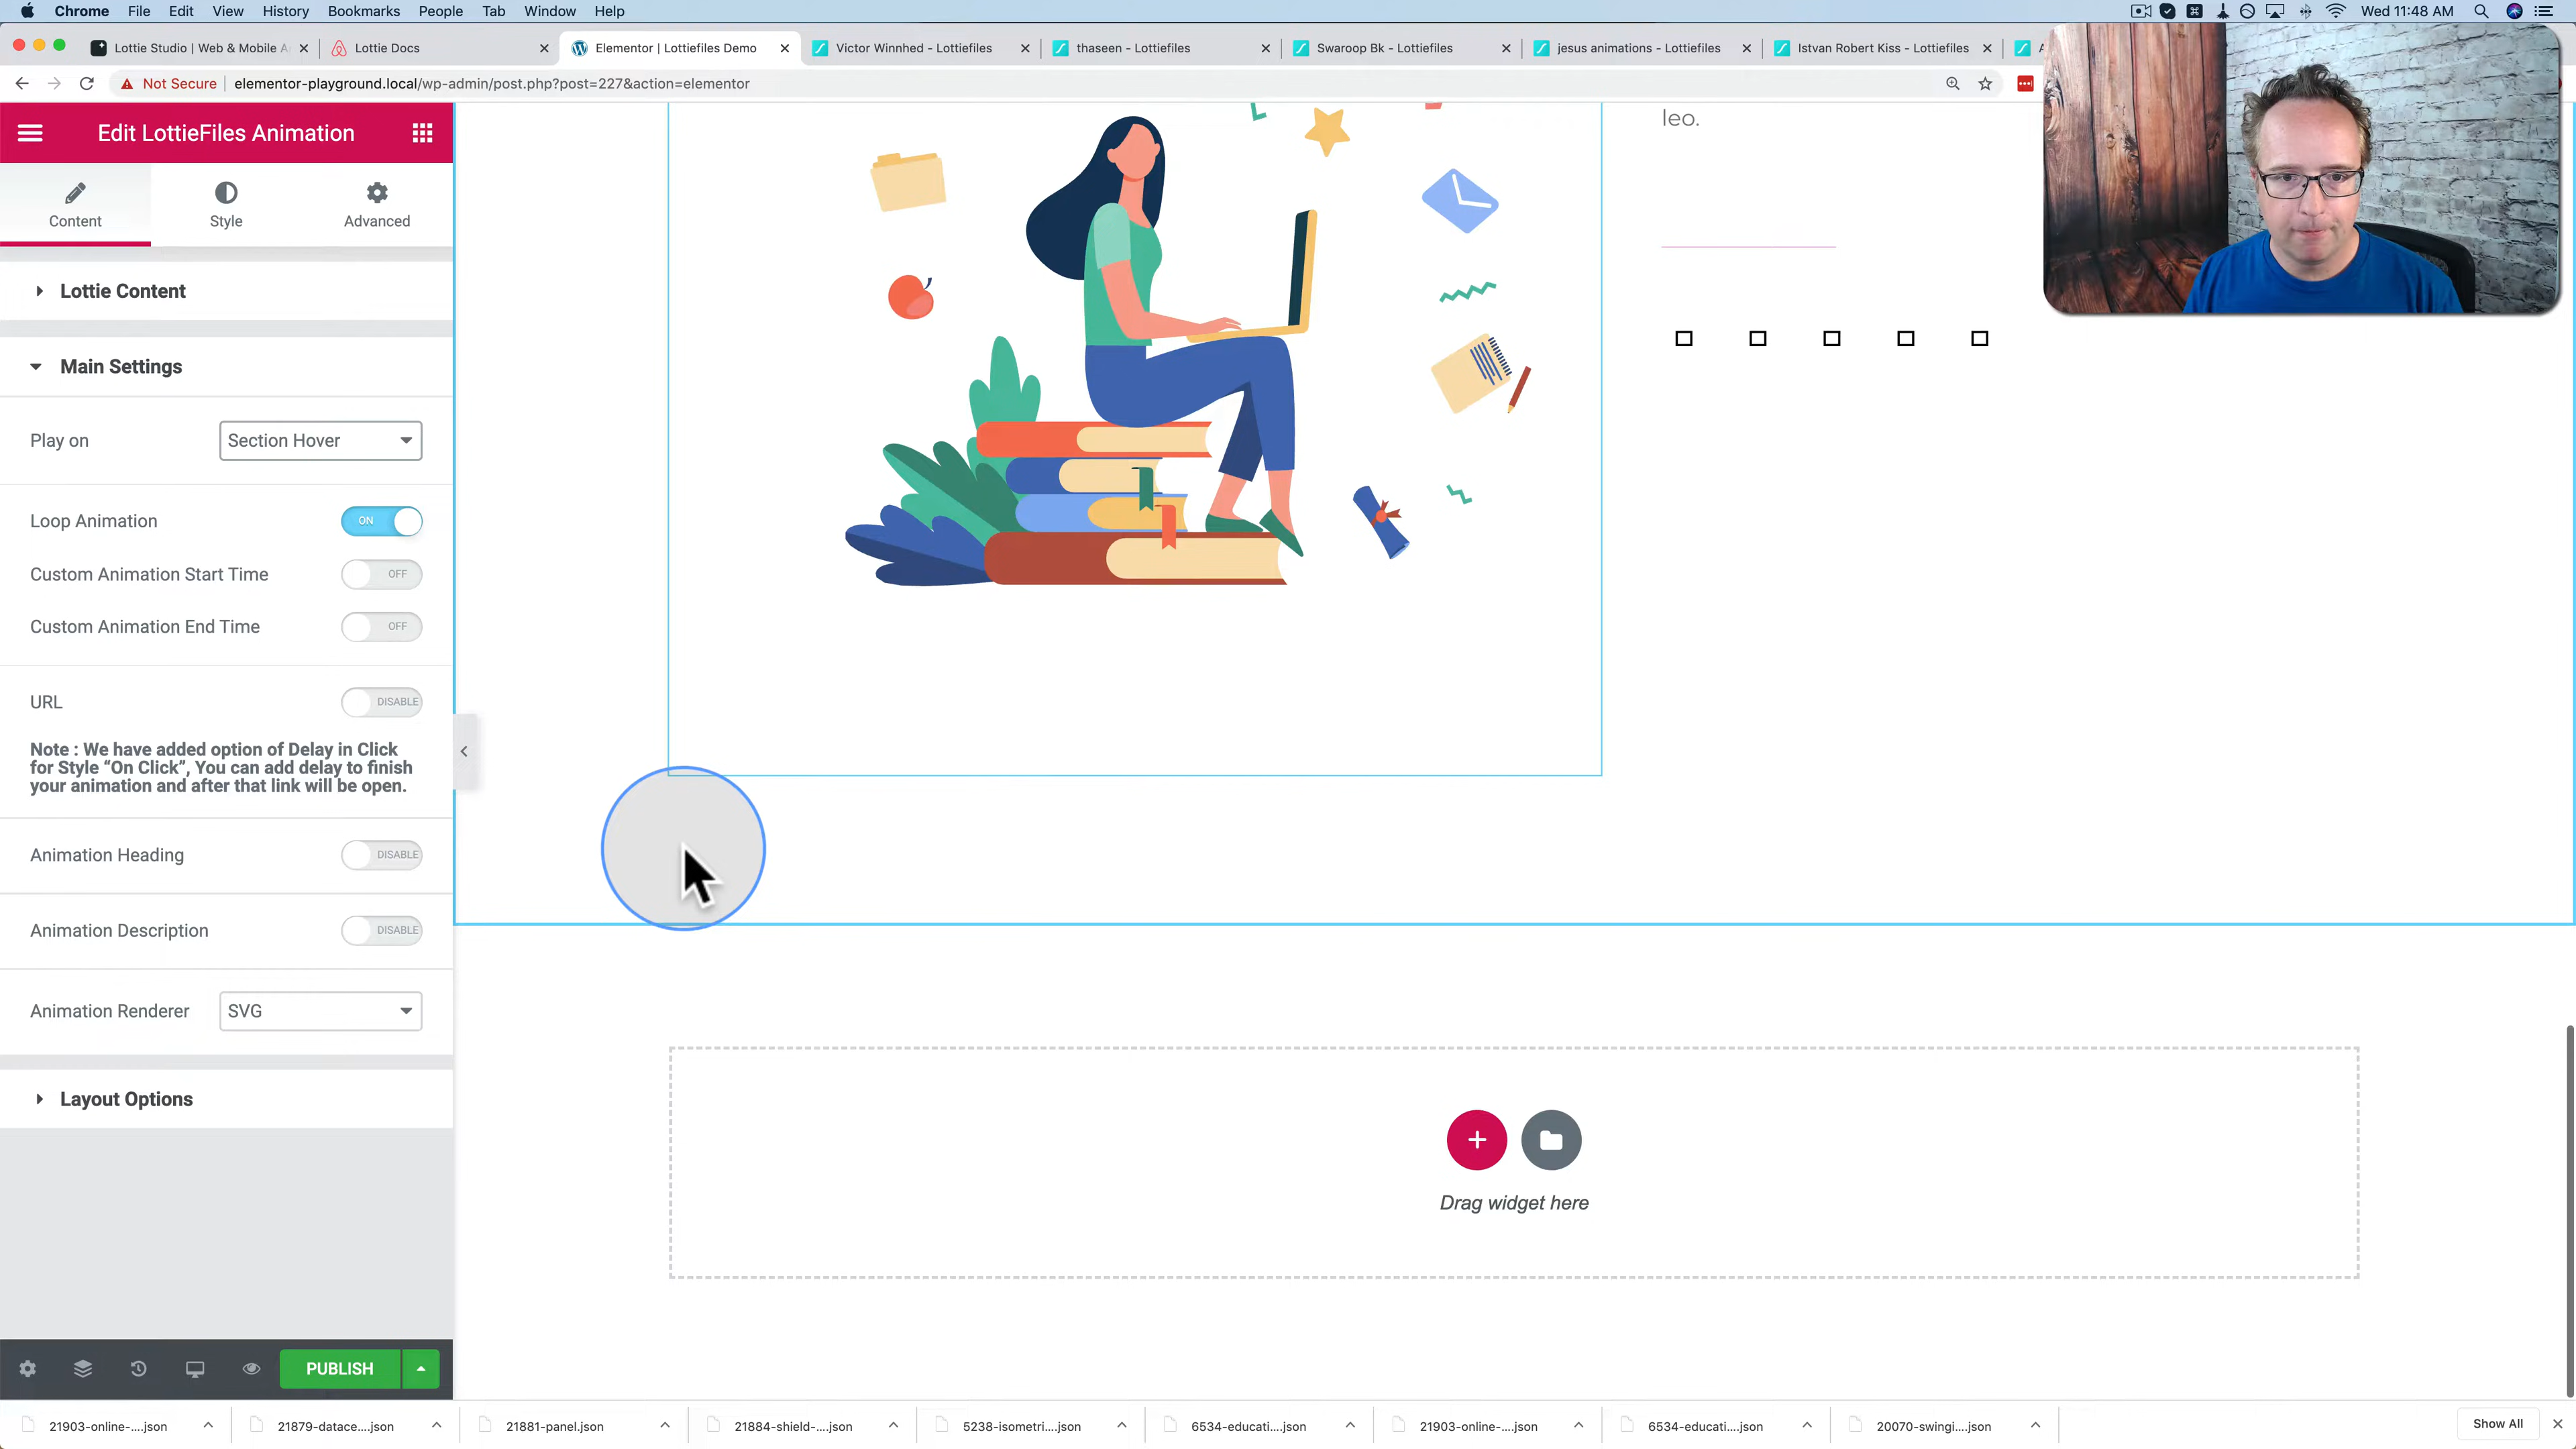 Chrome File Edit View History Bookmarks People Tab Window Help Wed 11:48 AM
Lottie Studio | Web & Mobile A Lottie Docs Elementor | Lottiefiles Demo Victor Winnhed - Lottiefiles thaseen - Lottiefiles Swaroop Bk - Lottiefiles jesus animations - Lottiefiles Istvan Robert Kiss - Lottiefiles A
Not Secure elementor-playground.local/wp-admin/post.php?post=227&action=elementor
Edit LottieFiles Animation
Content Style Advanced
leo.
Lottie Content
Main Settings
Play on Section Hover
Loop Animation ON
Custom Animation Start Time OFF
Custom Animation End Time OFF
URL DISABLE
Note : We have added option of Delay in Click
for Style “On Click”, You can add delay to finish
your animation and after that link will be open.
Animation Heading DISABLE
Animation Description DISABLE
Animation Renderer SVG
Layout Options
Drag widget here
PUBLISH
21903-online-....json 21879-datace....json 21881-panel.json 21884-shield-....json 5238-isometri....json 6534-educati....json 21903-online-....json 6534-educati....json 20070-swingi....json Show All